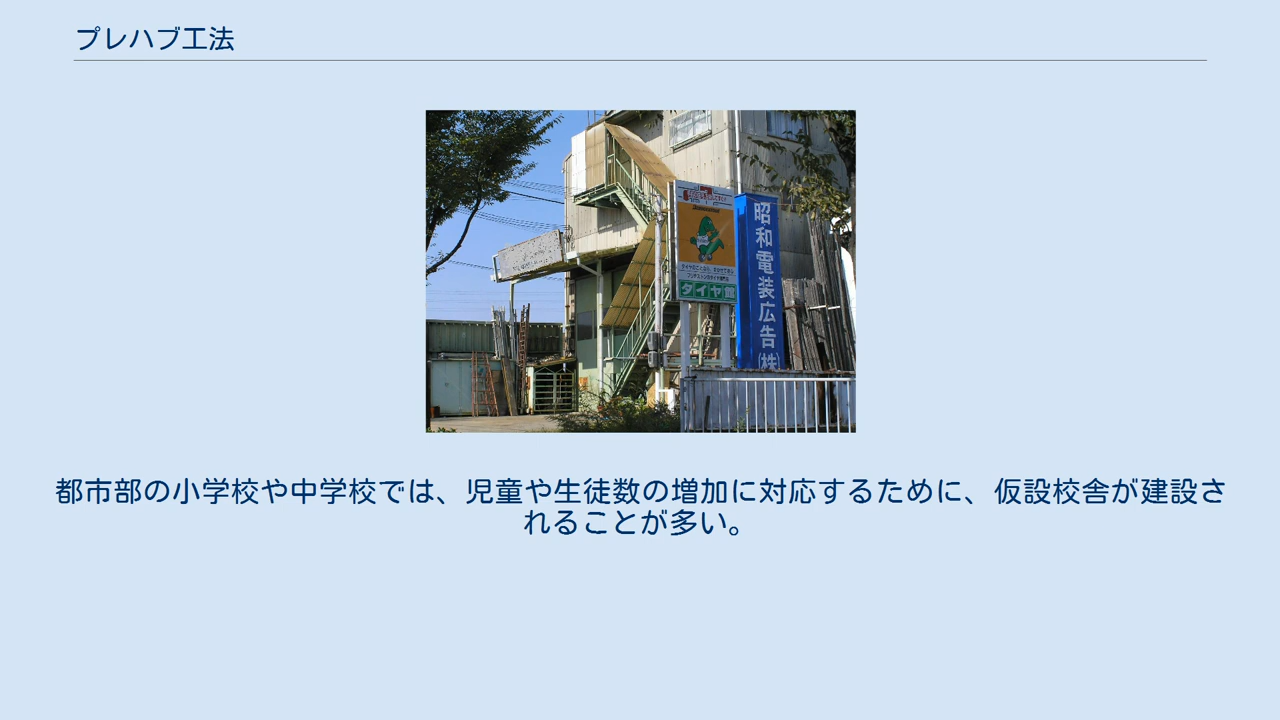 プレハブ工法
タイヤ館
昭和電装広告㈱
都市部の小学校や中学校では、児童や生徒数の増加に対応するために、仮設校舎が建設さ
れることが多い。